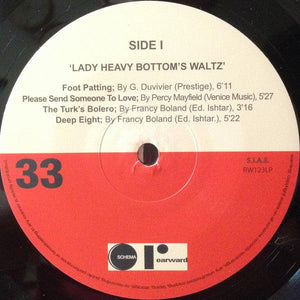 SIDE I
'LADY HEAVY BOTTOM'S WALTZ'
Foot Patting; By G. Duvivier (Prestige), 6'11
Please Send Someone To Love; By Percy Mayfield (Venice Music), 5'27
The Turk's Bolero; By Francy Boland (Ed. Ishtar), 3'16
Deep Eight; By Francy Boland (Ed. Ishtar.), 5'22
33
S.I.A.E.
RW123LP
SCHEMA
rearward